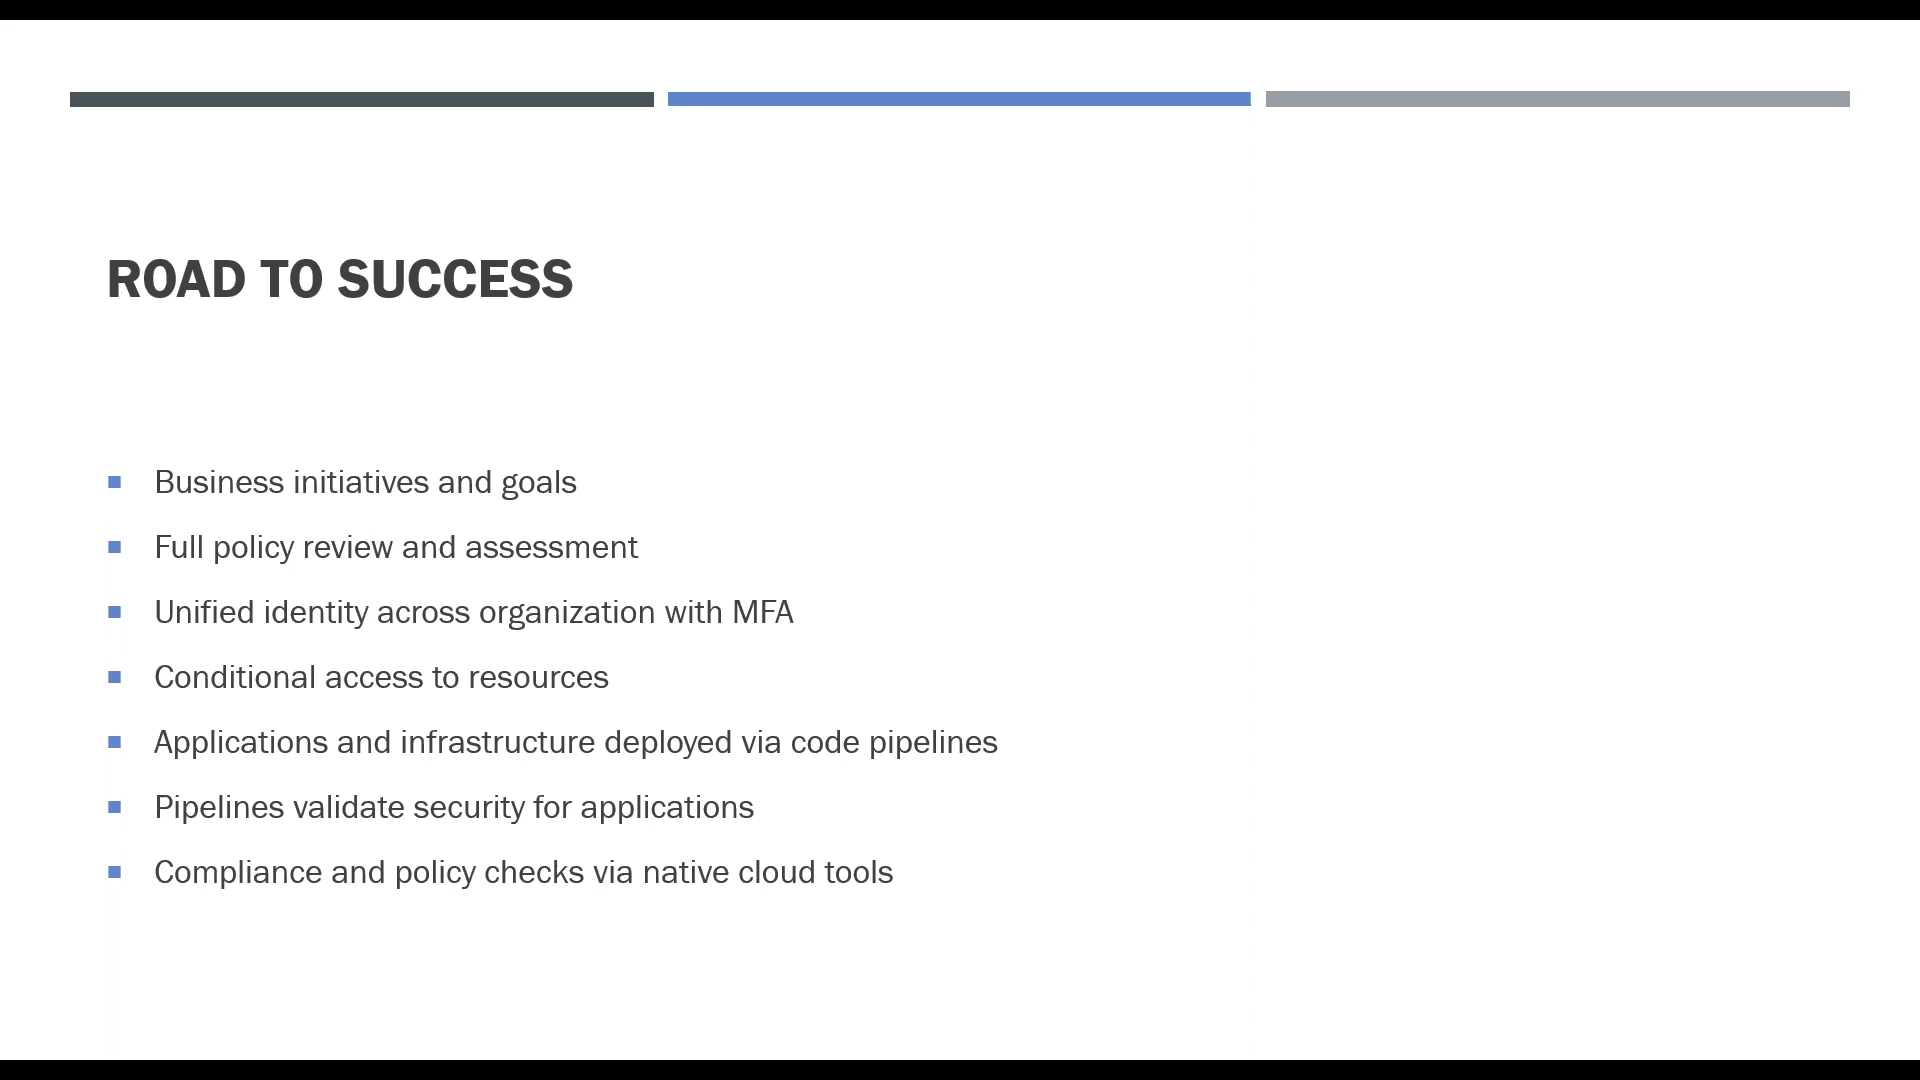 ROAD TO SUCCESS
Business initiatives and goals
Full policy review and assessment
Unified identity across organization with MFA
Conditional access to resources
Applications and infrastructure deployed via code pipelines
Pipelines validate security for applications
Compliance and policy checks via native cloud tools